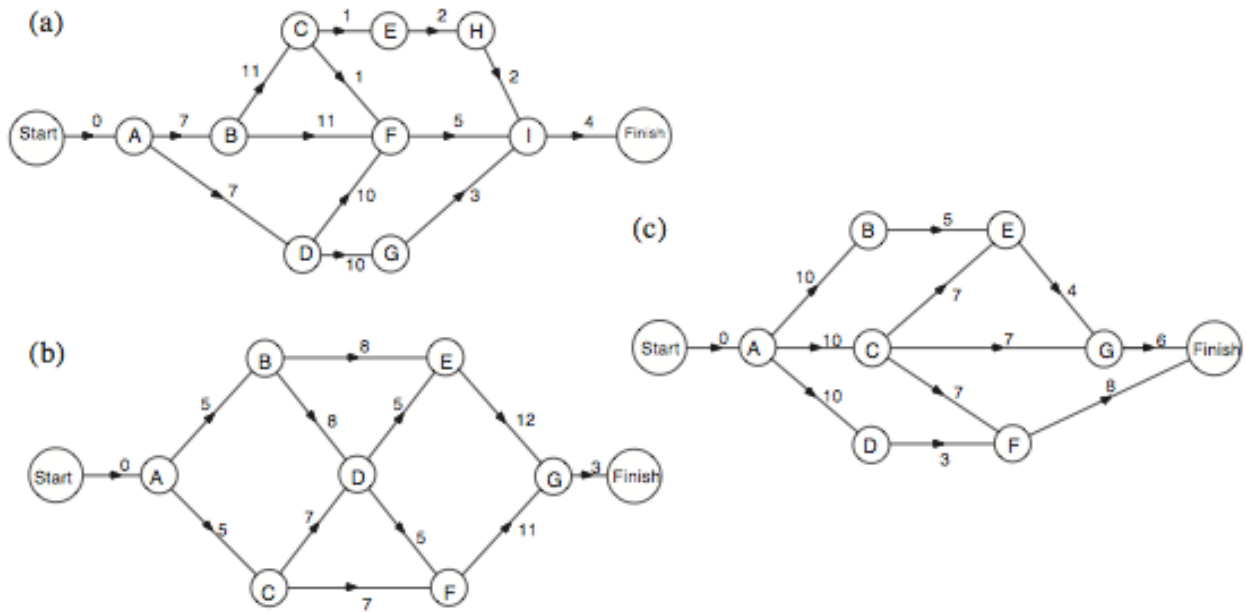 (a)
C 1 E 2 H
11 1 2
Start 0 A 7 B 11 F 5 I 4 Finish
7 10 3
D 10 G
(b)
B 8 E
5 8 5 12
Start 0 A D G 3 Finish
5 7 5 11
C 7 F
(c)
B 5 E
10 7 4
Start 0 A 10 C 7 G 6 Finish
10 7 8
D 3 F